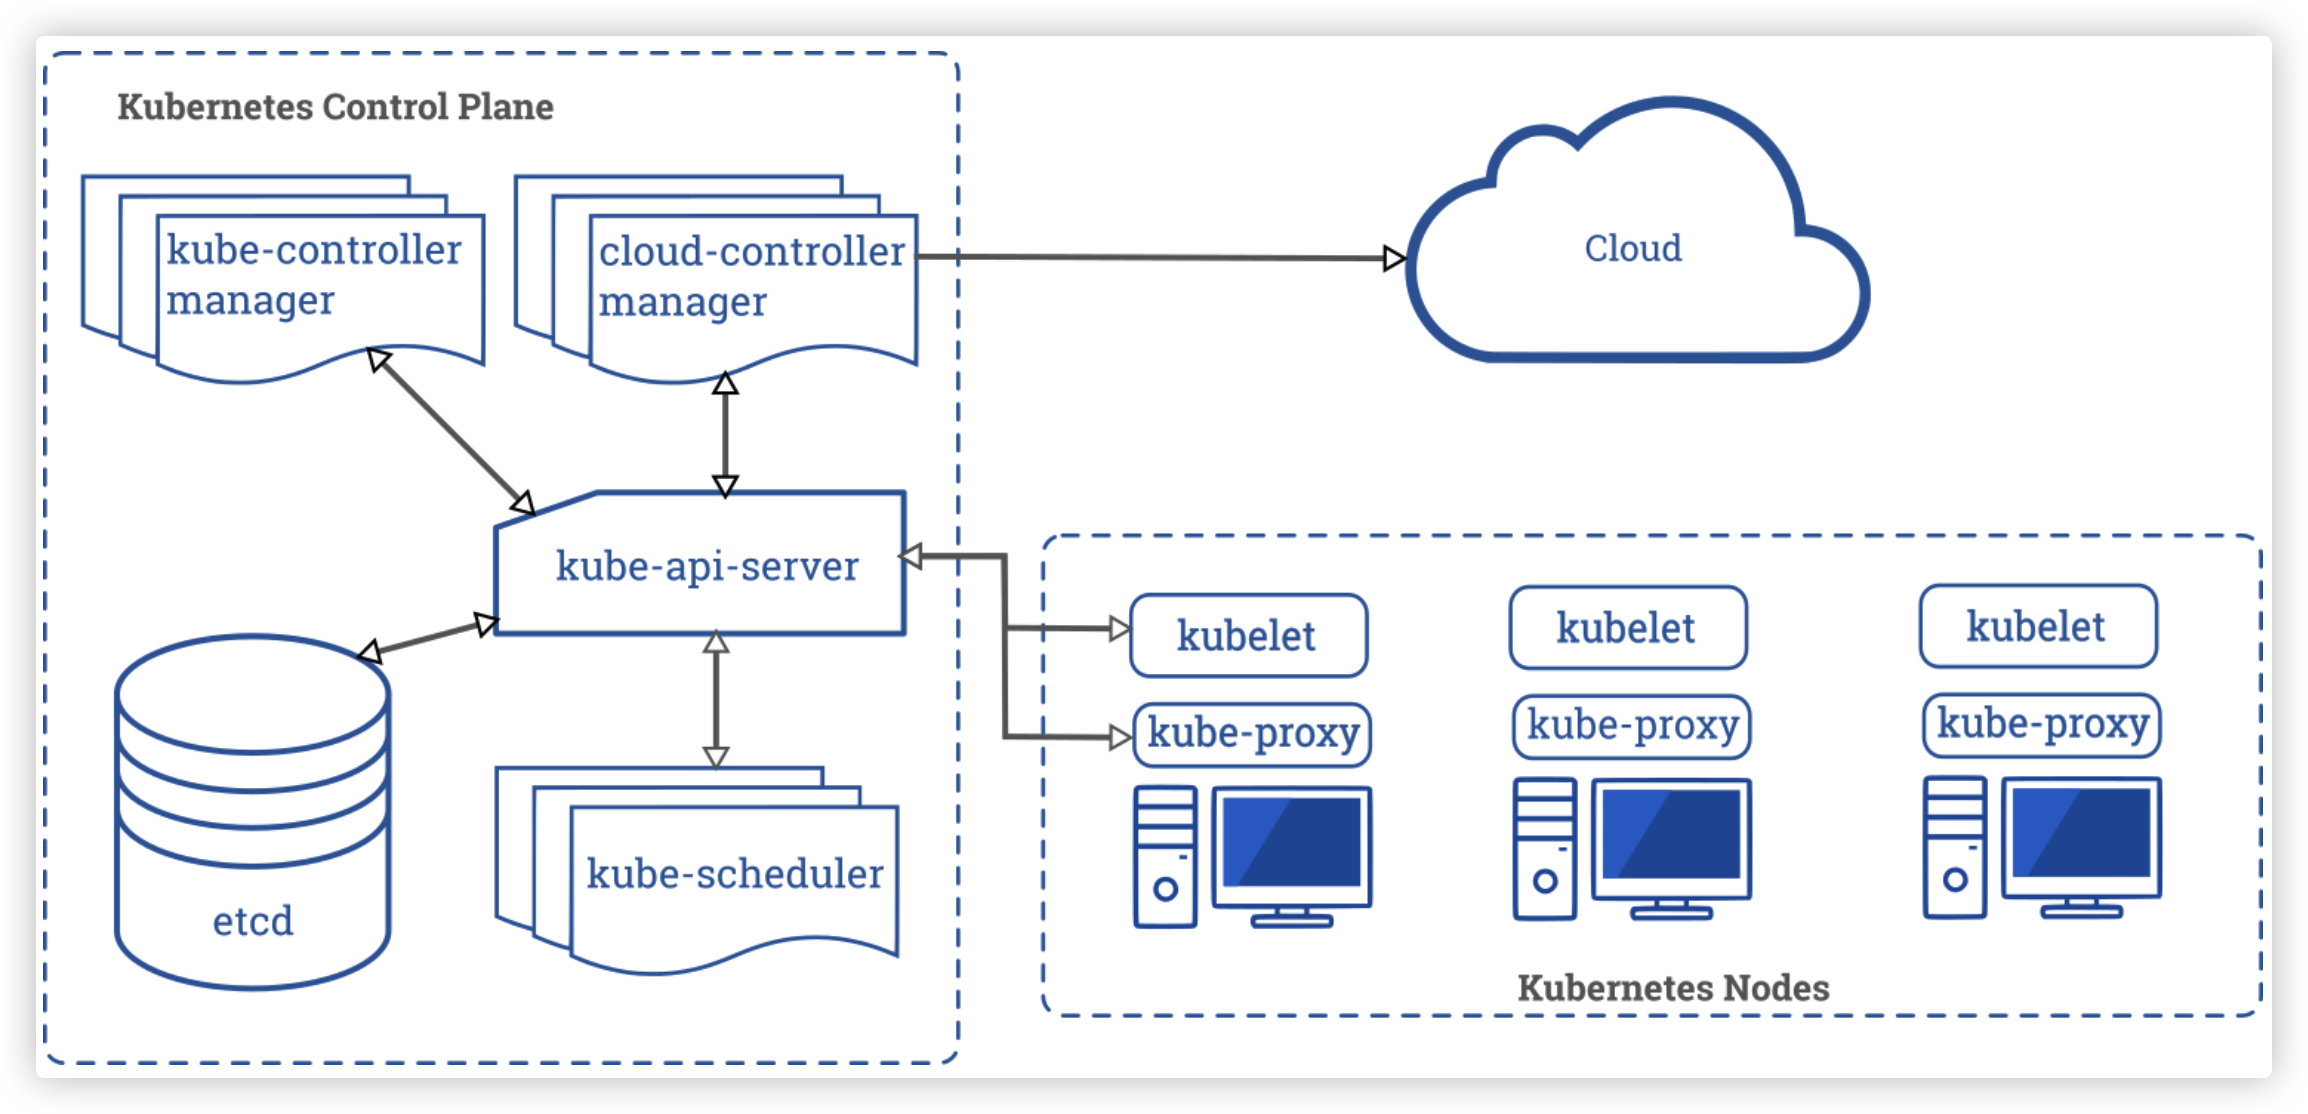 Kubernetes Control Plane
kube-controller
manager
cloud-controller
manager
Cloud
kube-api-server
etcd
kube-scheduler
kubelet
kube-proxy
kubelet
kube-proxy
kubelet
kube-proxy
Kubernetes Nodes